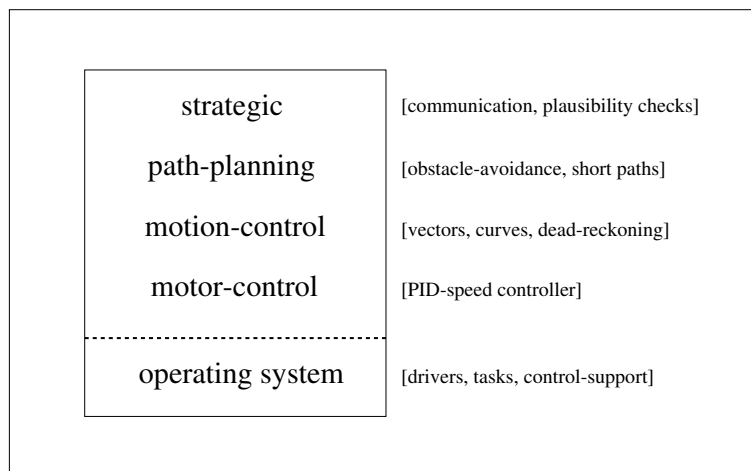 strategic [communication, plausibility checks]
path-planning [obstacle-avoidance, short paths]
motion-control [vectors, curves, dead-reckoning]
motor-control [PID-speed controller]
operating system [drivers, tasks, control-support]